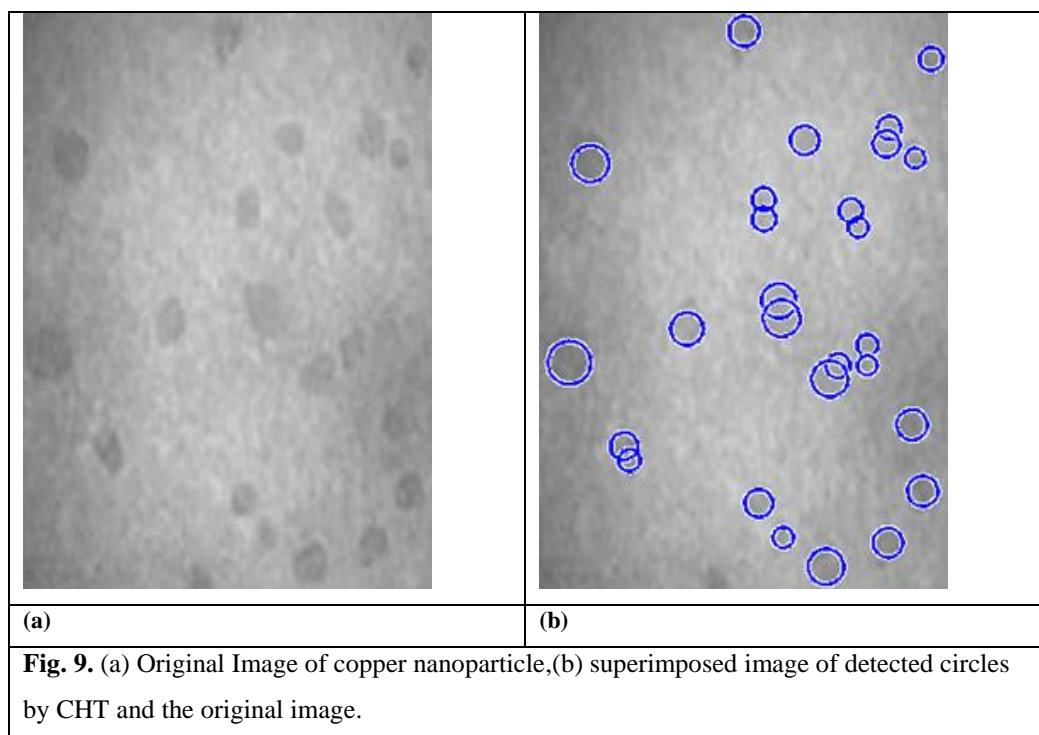 (a)
(b)
Fig. 9. (a) Original Image of copper nanoparticle,(b) superimposed image of detected circles
by CHT and the original image.